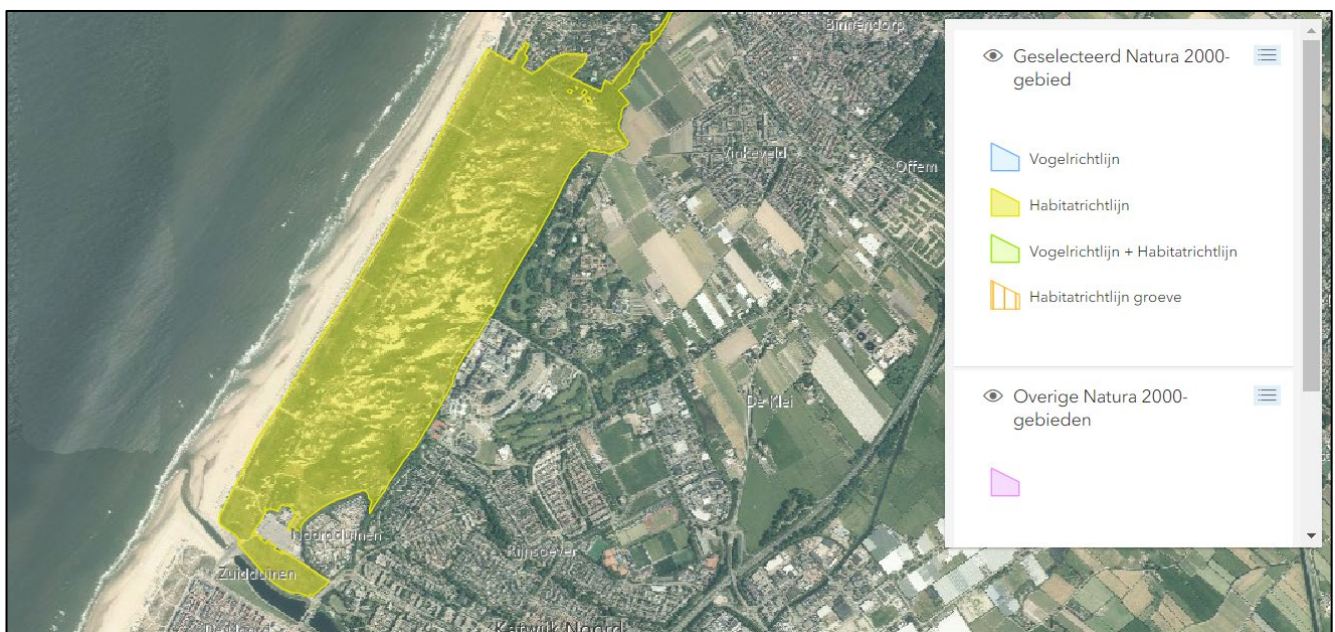 Binnendorp
Vinkeveld
Offem
De Klei
Noordduinen
Rijnsoever
Zuidduinen
Katwijk Noord
Geselecteerd Natura 2000-
gebied
Vogelrichtlijn
Habitatrichtlijn
Vogelrichtlijn + Habitatrichtlijn
Habitatrichtlijn groeve
Overige Natura 2000-
gebieden